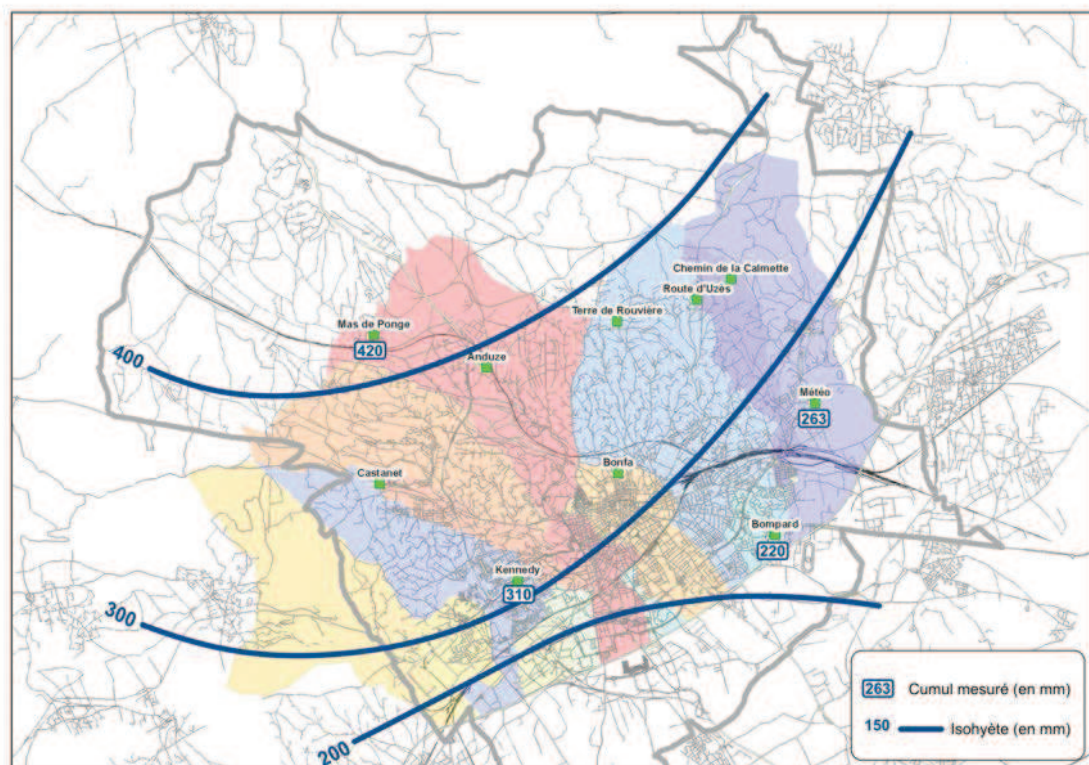 Chemin de la Calmette
Route d'Uzès
Terre de Rouvière
Mas de Ponge
420
Anduze
400
Météo
263
Bonfa
Castanet
Bompard
220
Kennedy
310
300
200
263 Cumul mesuré (en mm)
150 Isohyète (en mm)